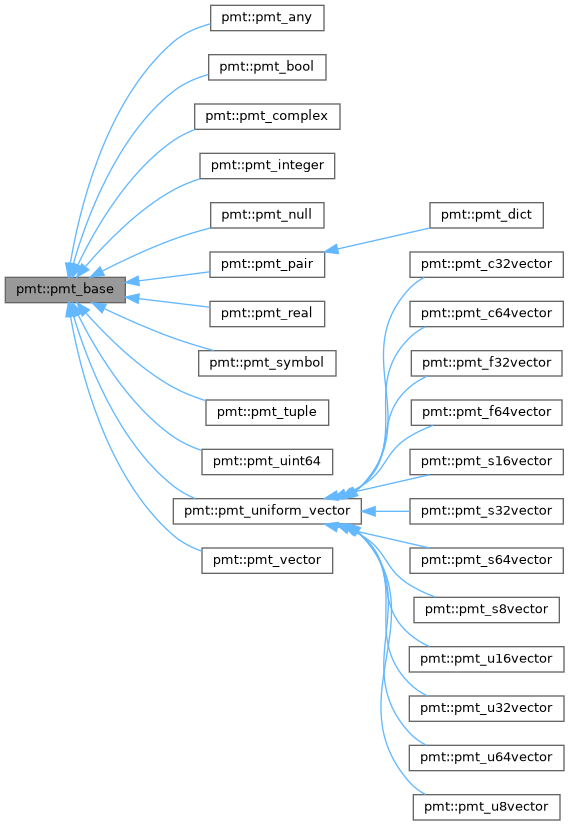 pmt::pmt_any
pmt::pmt_bool
pmt::pmt_complex
pmt::pmt_integer
pmt::pmt_null
pmt::pmt_dict
pmt::pmt_pair
pmt::pmt_c32vector
pmt::pmt_base
pmt::pmt_real
pmt::pmt_c64vector
pmt::pmt_symbol
pmt::pmt_f32vector
pmt::pmt_tuple
pmt::pmt_f64vector
pmt::pmt_uint64
pmt::pmt_s16vector
pmt::pmt_uniform_vector
pmt::pmt_s32vector
pmt::pmt_vector
pmt::pmt_s64vector
pmt::pmt_s8vector
pmt::pmt_u16vector
pmt::pmt_u32vector
pmt::pmt_u64vector
pmt::pmt_u8vector